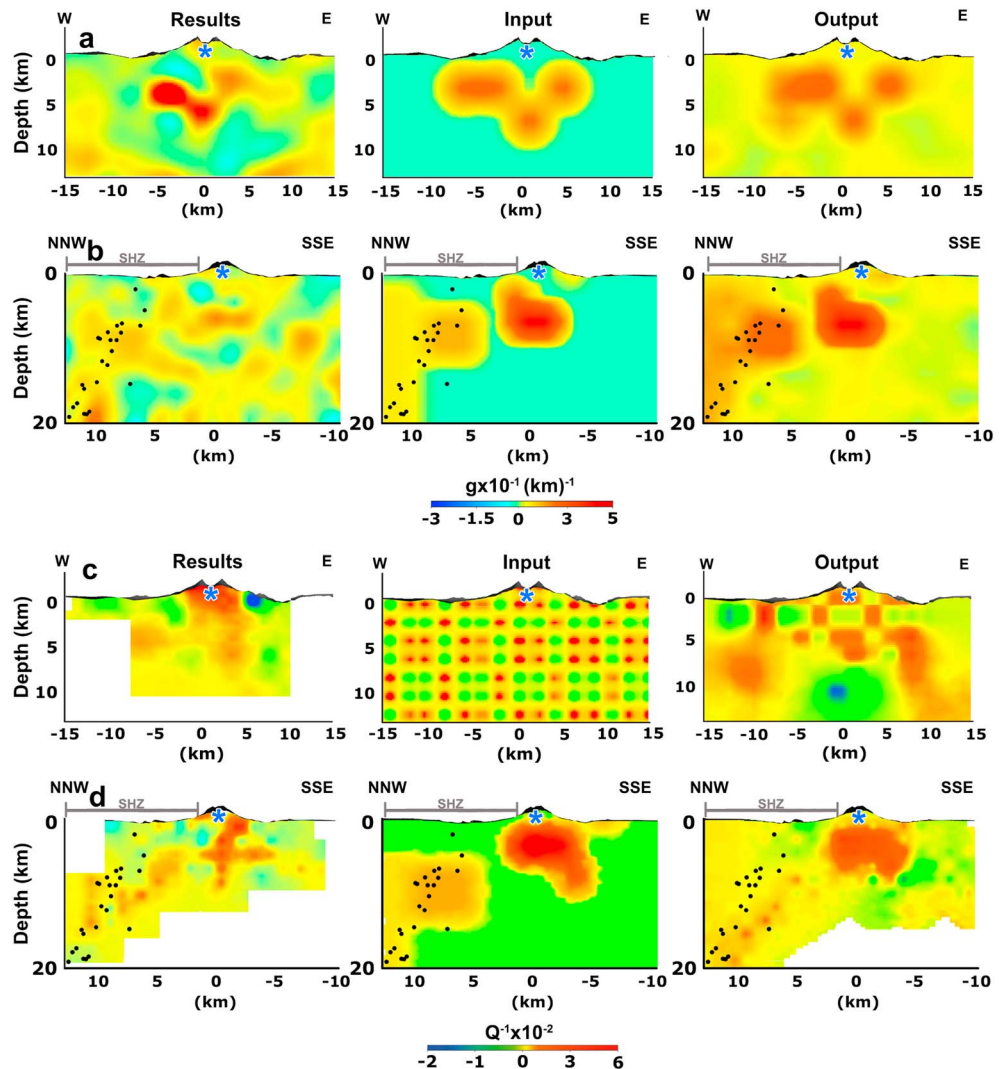 W Results E Input Output E
a * * *
Depth (km) 0 5 10
-15 -10 -5 0 5 10 15 -15 -10 -5 0 5 10 15 -15 -10 -5 0 5 10 15
(km) (km) (km)
NNW b SSE NNW SSE NNW SSE
SHZ * SHZ * SHZ *
Depth (km) 0 20 0 20 0 20
10 5 0 -5 -10 10 5 0 -5 -10 10 5 0 -5 -10
(km) (km) (km)
gx10⁻¹ (km)⁻¹
-3 -1.5 0 3 5
W c Results E W Input E W Output E
* * *
Depth (km) 0 5 10 0 5 10 0 5 10
-15 -10 -5 0 5 10 15 -15 -10 -5 0 5 10 15 -15 -10 -5 0 5 10 15
(km) (km) (km)
NNW d SSE NNW SSE NNW SSE
SHZ * SHZ * SHZ *
Depth (km) 0 20 0 20 0 20
10 5 0 -5 -10 10 5 0 -5 -10 10 5 0 -5 -10
(km) (km) (km)
Q⁻¹x10⁻²
-2 -1 0 3 6